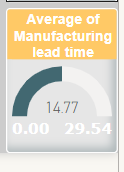 Average of
Manufacturing
lead time
14.77
0.00 29.54